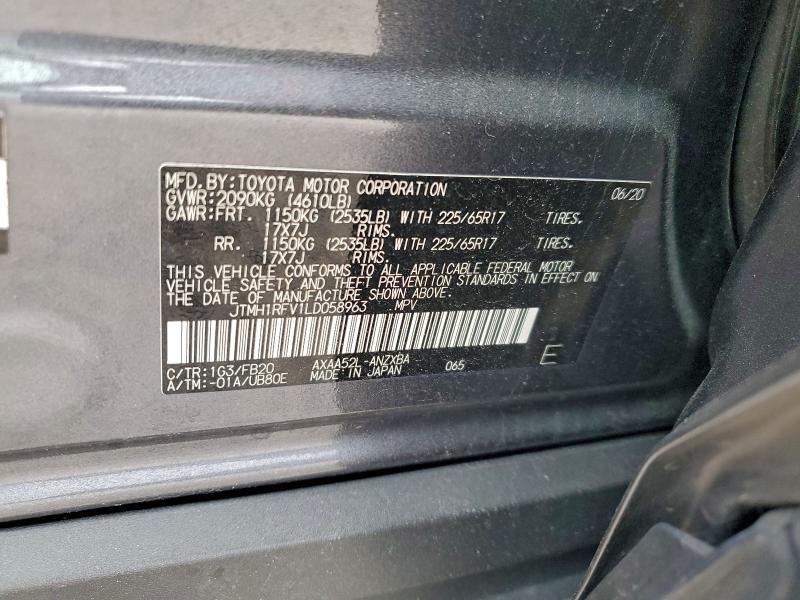 MFD. BY: TOYOTA MOTOR CORPORATION 06/20
GVWR: 2090KG (4610LB)
GAWR: FRT. 1150KG (2535LB) WITH 225/65R17 TIRES.
17X7J RIMS.
RR. 1150KG (2535LB) WITH 225/65R17 TIRES.
17X7J RIMS.
THIS VEHICLE CONFORMS TO ALL APPLICABLE FEDERAL MOTOR
VEHICLE SAFETY AND THEFT PREVENTION STANDARDS IN EFFECT ON
THE DATE OF MANUFACTURE SHOWN ABOVE.
JTMH1RFV1LD058963 MPV
C/TR: 1G3/FB20 AXAA52L-ANZXBA 065 E
A/TM: -01A/UB80E MADE IN JAPAN